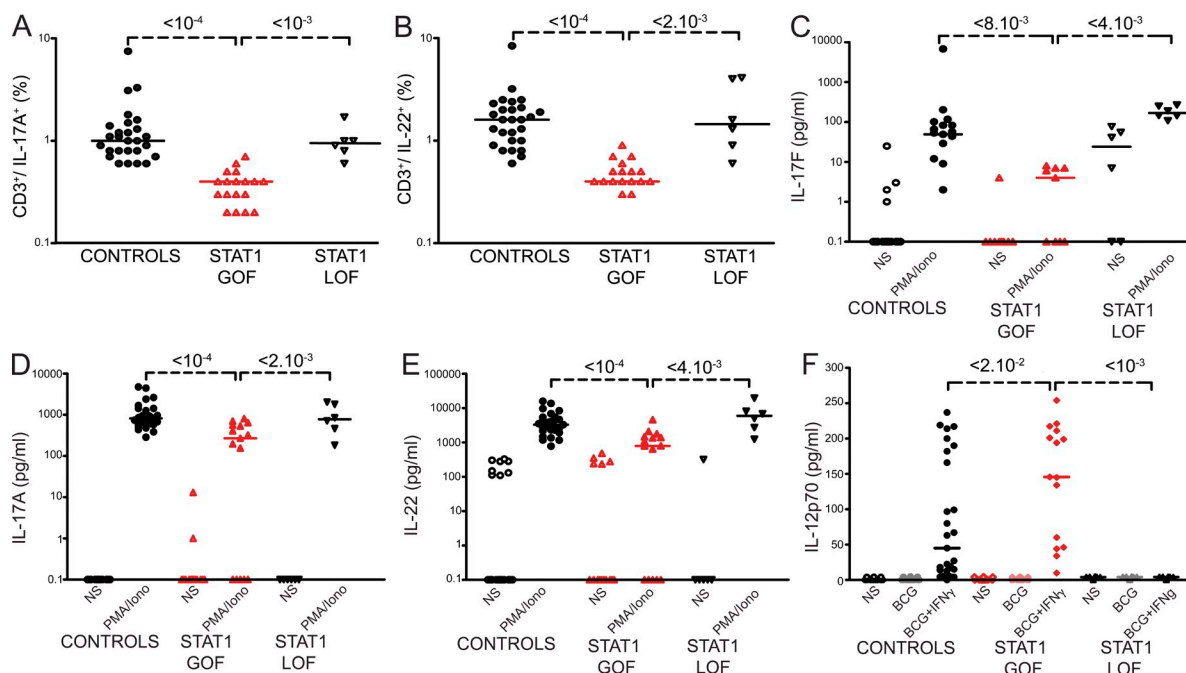 A
<10-4
<10-3
CD3+/ IL-17A+ (%)
10
1
0.1
CONTROLS
STAT1
GOF
STAT1
LOF
B
<10-4
<2.10-3
CD3+/ IL-22+ (%)
10
1
0.1
CONTROLS
STAT1
GOF
STAT1
LOF
C
<8.10-3
<4.10-3
IL-17F (pg/ml)
10000
1000
100
10
1
0.1
NS
PMA/Iono
NS
PMA/Iono
NS
PMA/Iono
CONTROLS
STAT1
GOF
STAT1
LOF
D
<10-4
<2.10-3
IL-17A (pg/ml)
10000
1000
100
10
1
0.1
NS
PMA/Iono
NS
PMA/Iono
NS
PMA/Iono
CONTROLS
STAT1
GOF
STAT1
LOF
E
<10-4
<4.10-3
IL-22 (pg/ml)
100000
10000
1000
100
10
1
0.1
NS
PMA/Iono
NS
PMA/Iono
NS
PMA/Iono
CONTROLS
STAT1
GOF
STAT1
LOF
F
<2.10-2
<10-3
IL-12p70 (pg/ml)
300
250
200
150
100
50
0
NS
BCG
BCG+IFNγ
NS
BCG
BCG+IFNγ
NS
BCG
BCG+IFNg
CONTROLS
STAT1
GOF
STAT1
LOF